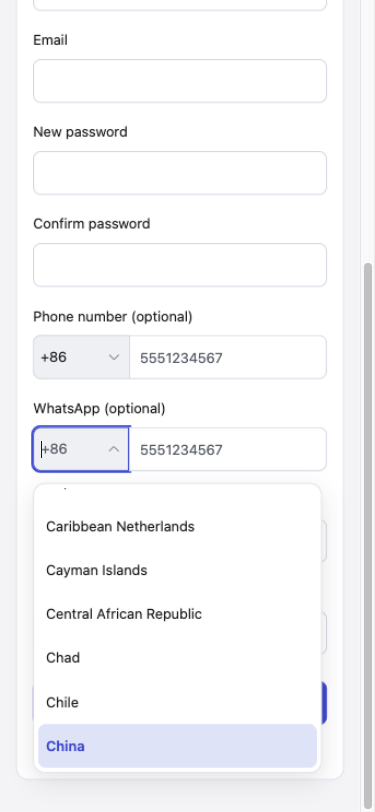 Email
New password
Confirm password
Phone number (optional)
+86 5551234567
WhatsApp (optional)
+86 5551234567
Caribbean Netherlands
Cayman Islands
Central African Republic
Chad
Chile
China